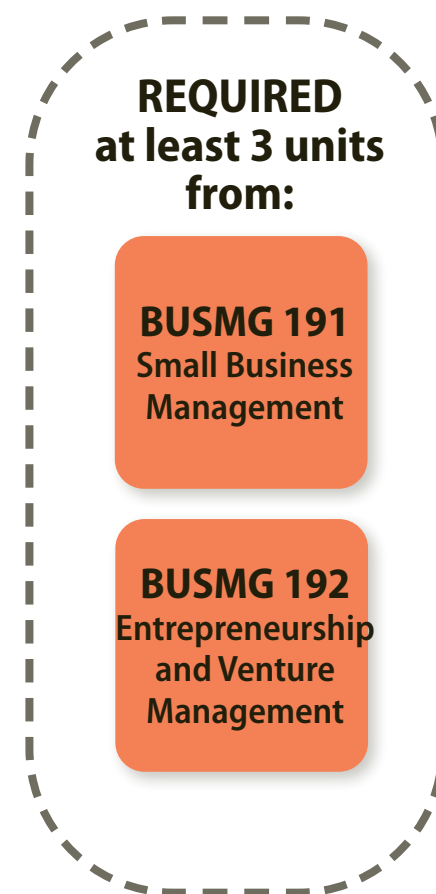 REQUIRED
at least 3 units
from:
BUSMG 191
Small Business
Management
BUSMG 192
Entrepreneurship
and Venture
Management